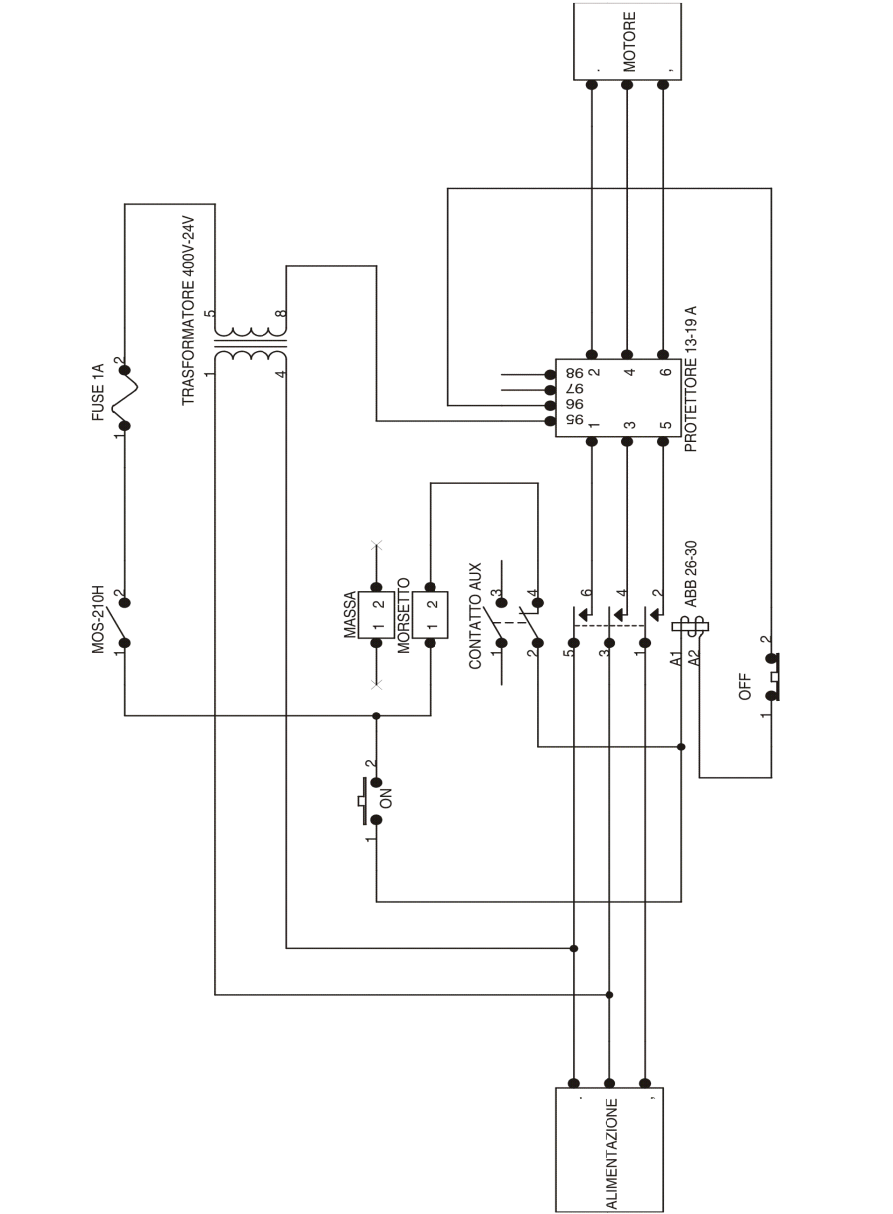 MOTORE
TRASFORMATORE 400V-24V
5
8
1
4
FUSE 1A
1
2
MOS-210H
1
2
95
96
97
98
1
2
3
4
5
6
PROTETTORE 13-19 A
MASSA
1 2
MORSETTO
1 2
CONTATTO AUX
1
3
2
4
5
6
3
4
1
2
A1
A2
ABB 26-30
OFF
1
2
ON
1
2
ALIMENTAZIONE